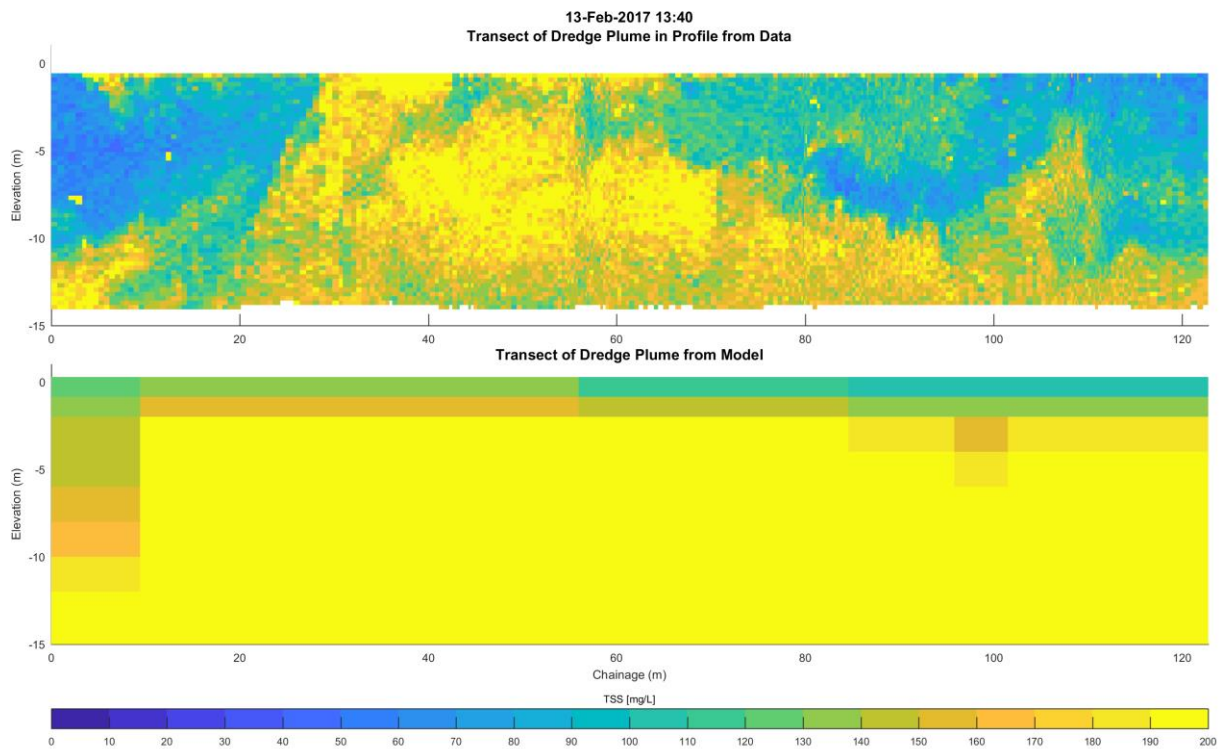 13-Feb-2017 13:40
Transect of Dredge Plume in Profile from Data
0
-5
-10
-15
Elevation (m)
0 20 40 60 80 100 120
Transect of Dredge Plume from Model
0
-5
-10
-15
Elevation (m)
0 20 40 60 80 100 120
Chainage (m)
TSS [mg/L]
0 10 20 30 40 50 60 70 80 90 100 110 120 130 140 150 160 170 180 190 200